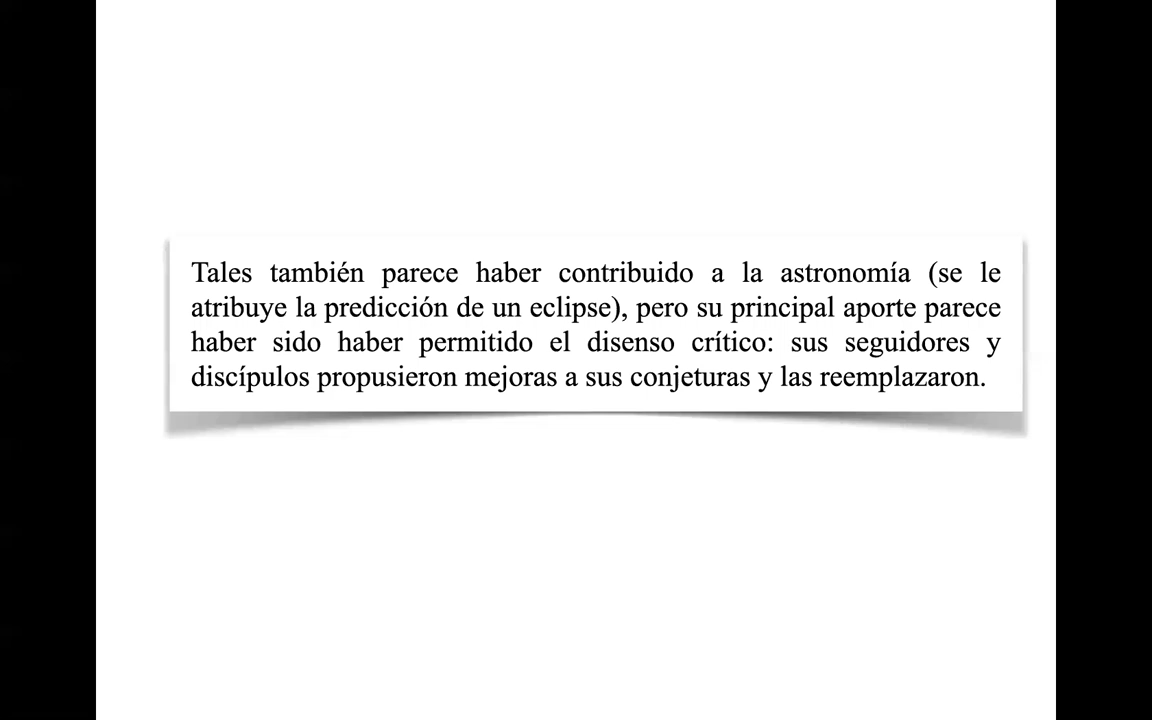 Tales también parece haber contribuido a la astronomía (se le
atribuye la predicción de un eclipse), pero su principal aporte parece
haber sido haber permitido el disenso crítico: sus seguidores y
discípulos propusieron mejoras a sus conjeturas y las reemplazaron.